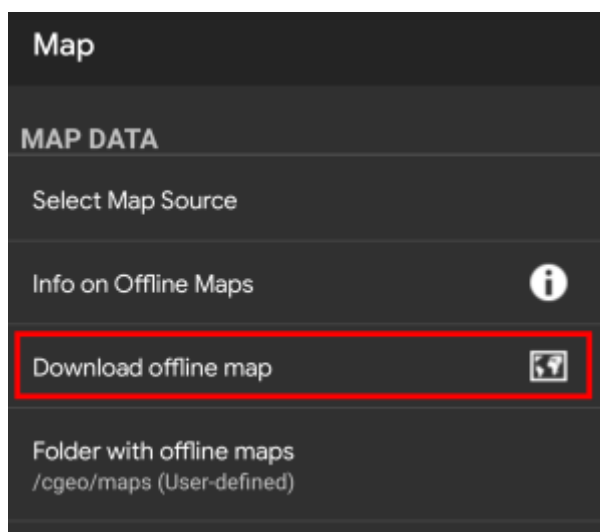 Map
MAP DATA
Select Map Source
Info on Offline Maps
Download offline map
Folder with offline maps
/cgeo/maps (User-defined)